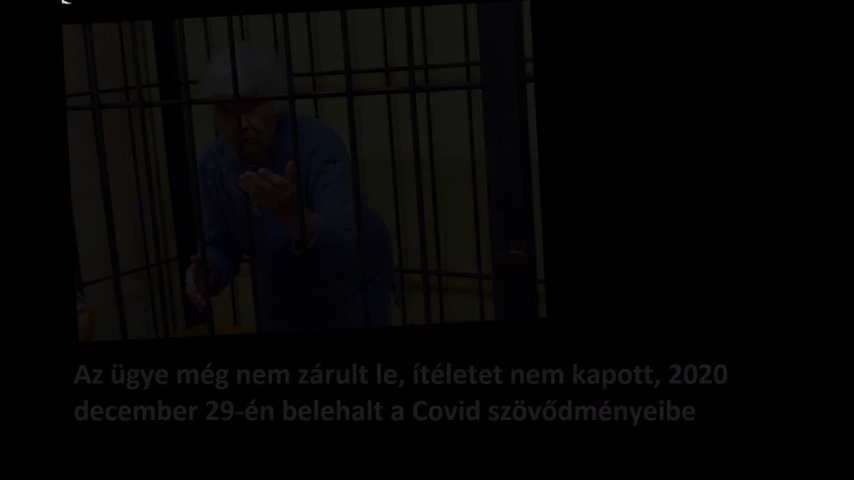 Az ügye még nem zárult le, ítéletet nem kapott, 2020
december 29-én belehalt a Covid szövődményeibe